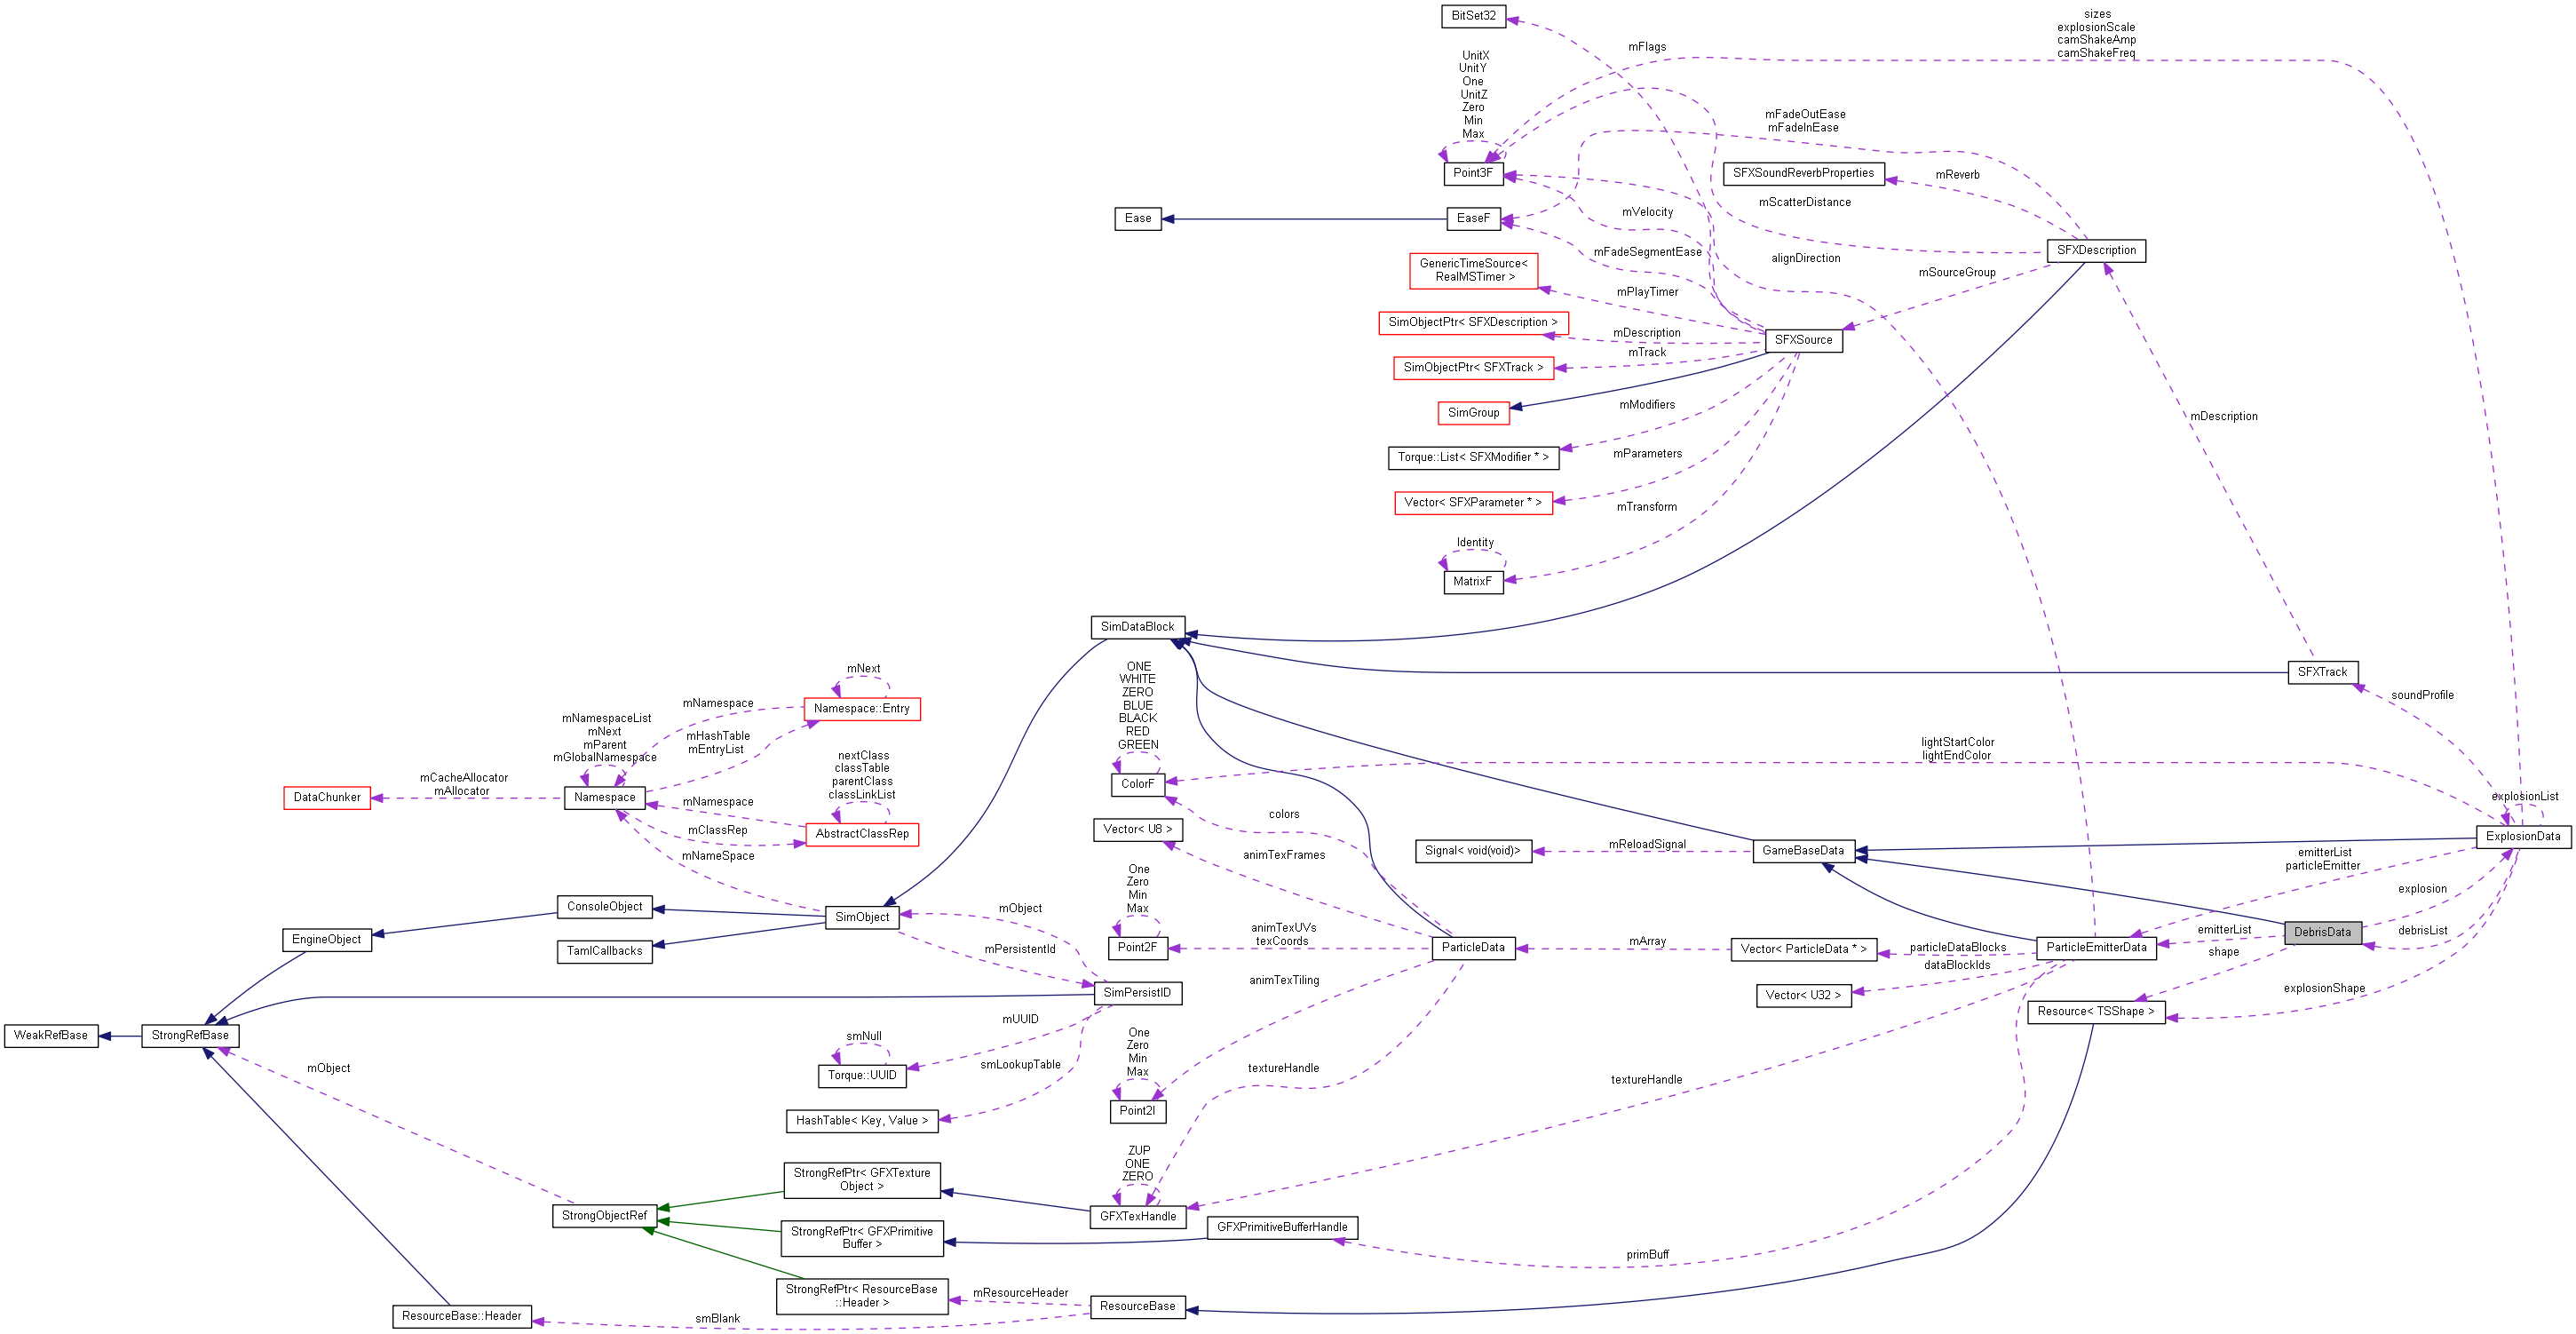 BitSet32
sizes
explosionScale
camShakeAmp
camShakeFreq
mFlags
UnitX
UnitY
One
UnitZ
Zero
Min
Max
Point3F
mFadeOutEase
mFadeInEase
SFXSoundReverbProperties
mReverb
mScatterDistance
Ease
EaseF
mVelocity
SFXDescription
mFadeSegmentEase
alignDirection
mSourceGroup
GenericTimeSource<
RealMSTimer >
mPlayTimer
SimObjectPtr< SFXDescription >
mDescription
SFXSource
mTrack
SimObjectPtr< SFXTrack >
mModifiers
SimGroup
mDescription
Torque::List< SFXModifier * >
mParameters
Vector< SFXParameter * >
mTransform
Identity
MatrixF
SimDataBlock
mNext
ONE
WHITE
ZERO
BLUE
BLACK
RED
GREEN
SFXTrack
soundProfile
mNamespace
Namespace::Entry
mNamespaceList
mNext
mParent
mGlobalNamespace
mHashTable
mEntryList
lightStartColor
lightEndColor
nextClass
classTable
parentClass
classLinkList
mCacheAllocator
mAllocator
DataChunker
Namespace
mNamespace
ColorF
explosionList
colors
mClassRep
AbstractClassRep
Vector< U8 >
ExplosionData
mNameSpace
animTexFrames
Signal< void(void)>
mReloadSignal
GameBaseData
emitterList
particleEmitter
One
Zero
Min
Max
explosion
ConsoleObject
mObject
SimObject
animTexUVs
texCoords
debrisList
EngineObject
TamlCallbacks
mPersistentId
Point2F
ParticleData
mArray
Vector< ParticleData * >
particleDataBlocks
dataBlockIds
ParticleEmitterData
emitterList
shape
DebrisData
animTexTiling
SimPersistID
Vector< U32 >
explosionShape
Resource< TSShape >
WeakRefBase
StrongRefBase
mUUID
smNull
One
Zero
Min
Max
mObject
Torque::UUID
smLookupTable
textureHandle
textureHandle
Point2I
HashTable< Key, Value >
ZUP
ONE
ZERO
StrongRefPtr< GFXTexture
Object >
StrongObjectRef
GFXTexHandle
StrongRefPtr< GFXPrimitive
Buffer >
GFXPrimitiveBufferHandle
primBuff
StrongRefPtr< ResourceBase
::Header >
mResourceHeader
ResourceBase
ResourceBase::Header
smBlank